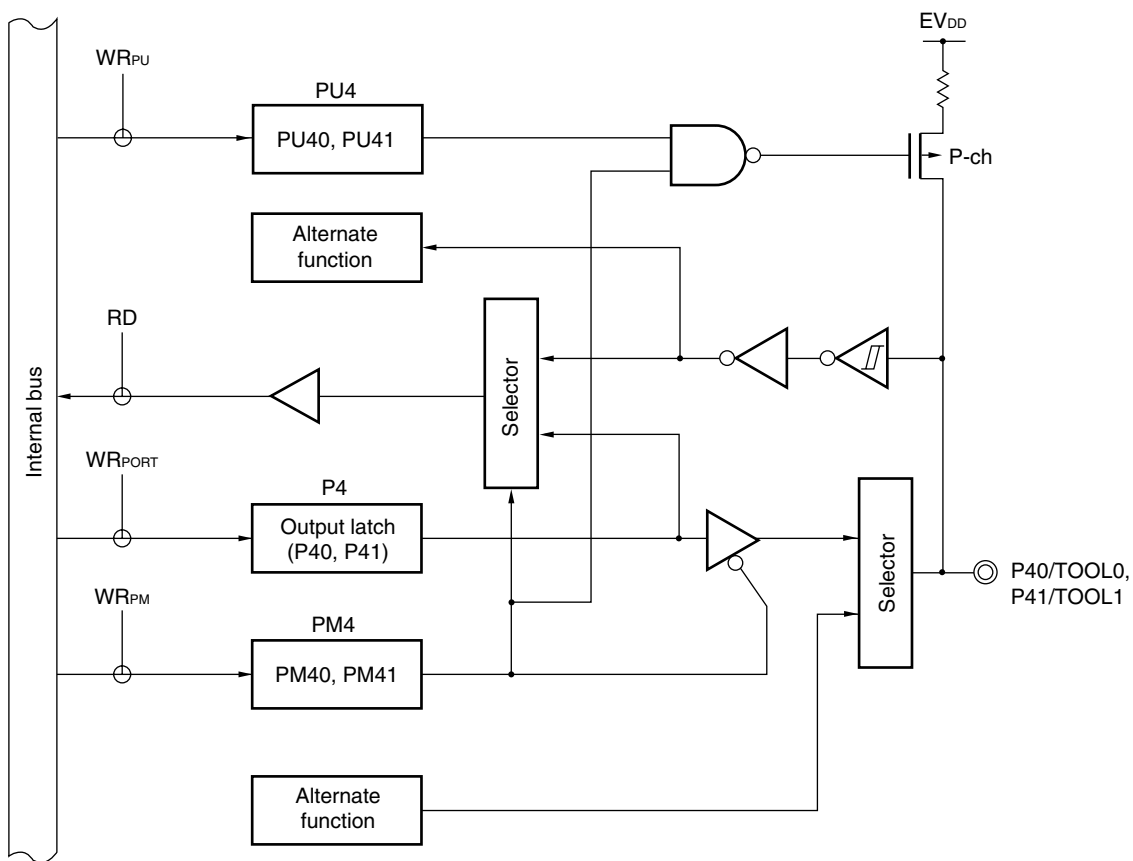 EVDD
WRPU
PU4
PU40, PU41
P-ch
Alternate
function
RD
Selector
Internal bus
WRPORT
P4
Output latch
(P40, P41)
Selector
P40/TOOL0,
P41/TOOL1
WRPM
PM4
PM40, PM41
Alternate
function